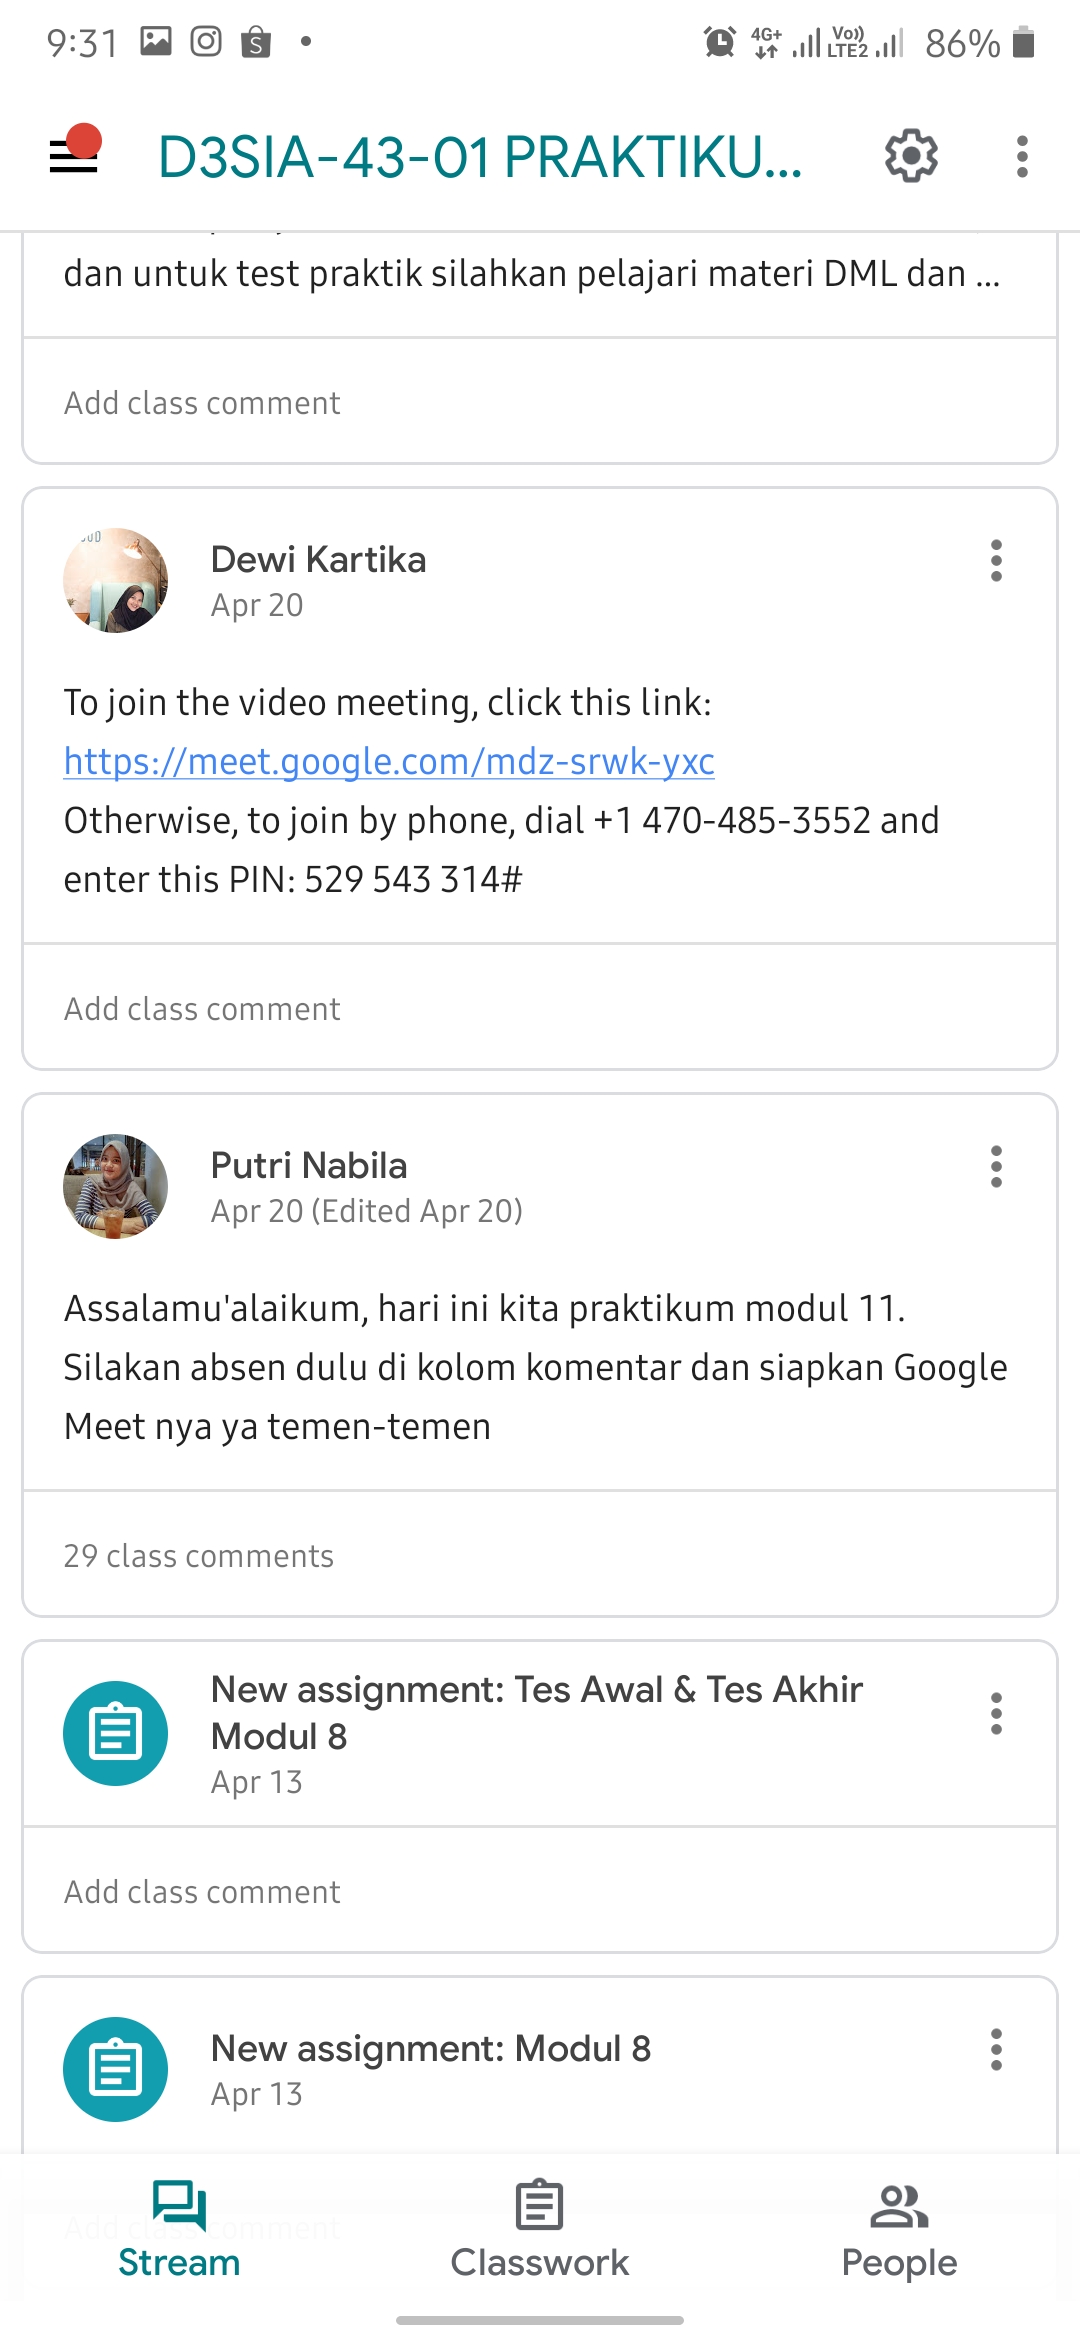 9:31
4G+
Vo))
LTE2
86%
D3SIA-43-01 PRAKTIKU...
dan untuk test praktik silahkan pelajari materi DML dan ...
Add class comment
Dewi Kartika
Apr 20
To join the video meeting, click this link:
https://meet.google.com/mdz-srwk-yxc
Otherwise, to join by phone, dial +1 470-485-3552 and
enter this PIN: 529 543 314#
Add class comment
Putri Nabila
Apr 20 (Edited Apr 20)
Assalamu'alaikum, hari ini kita praktikum modul 11.
Silakan absen dulu di kolom komentar dan siapkan Google
Meet nya ya temen-temen
29 class comments
New assignment: Tes Awal & Tes Akhir
Modul 8
Apr 13
Add class comment
New assignment: Modul 8
Apr 13
Add class comment
Stream
Classwork
People